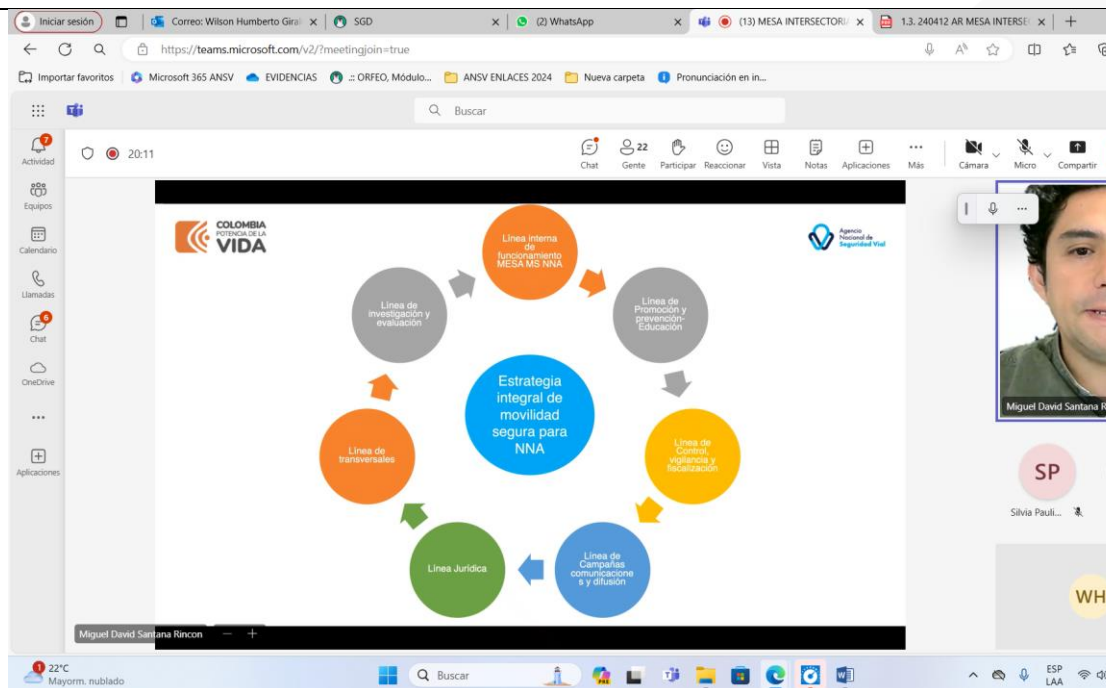 Iniciar sesión
Correo: Wilson Humberto Giral
SGD
(2) WhatsApp
(13) MESA INTERSECTORI
1.3. 240412 AR MESA INTERSE
https://teams.microsoft.com/v2/?meetingjoin=true
Importar favoritos
Microsoft 365 ANSV
EVIDENCIAS
.:: ORFEO, Módulo...
ANSV ENLACES 2024
Nueva carpeta
Pronunciación en in...
Buscar
7
Actividad
20:11
Chat
22
Gente
Participar
Reaccionar
Vista
Notas
Aplicaciones
Más
Cámara
Micro
Compartir
Equipos
Calendario
Llamadas
6
Chat
OneDrive
Aplicaciones
COLOMBIA
POTENCIA DE LA
VIDA
Agencia
Nacional de
Seguridad Vial
Línea interna
de
funcionamiento
MESA MS NNA
Línea de
Promoción y
prevención-
Educación
Línea de
Control,
vigilancia y
fiscalización
Línea de
Campañas
comunicacione
s y difusión
Línea Jurídica
Línea de
transversales
Línea de
investigación y
evaluación
Estrategia
integral de
movilidad
segura para
NNA
Miguel David Santana Rincon
Miguel David Santana R
SP
Silvia Pauli...
WH
1
22°C
Mayorm. nublado
Buscar
PRE
ESP
LAA